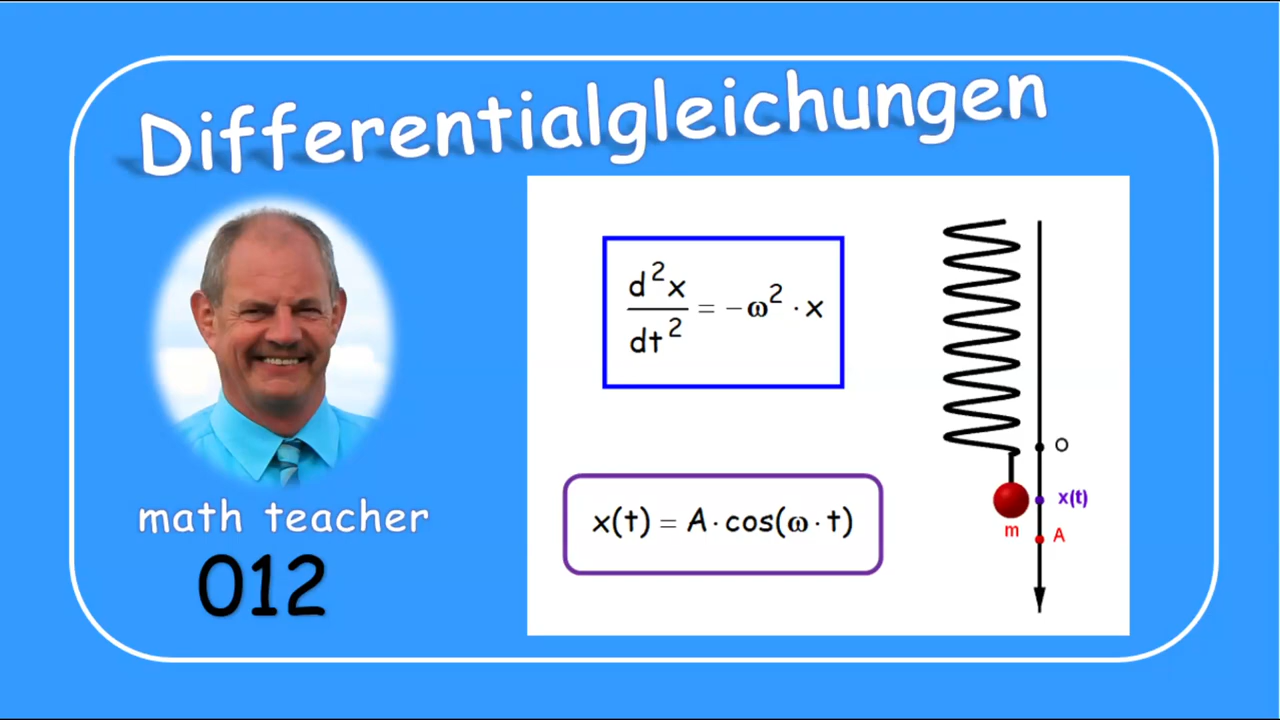 Differentialgleichungen
math teacher
012
d²x
dt²
= -ω² · x
x(t) = A · cos(ω · t)
O
x(t)
m
A